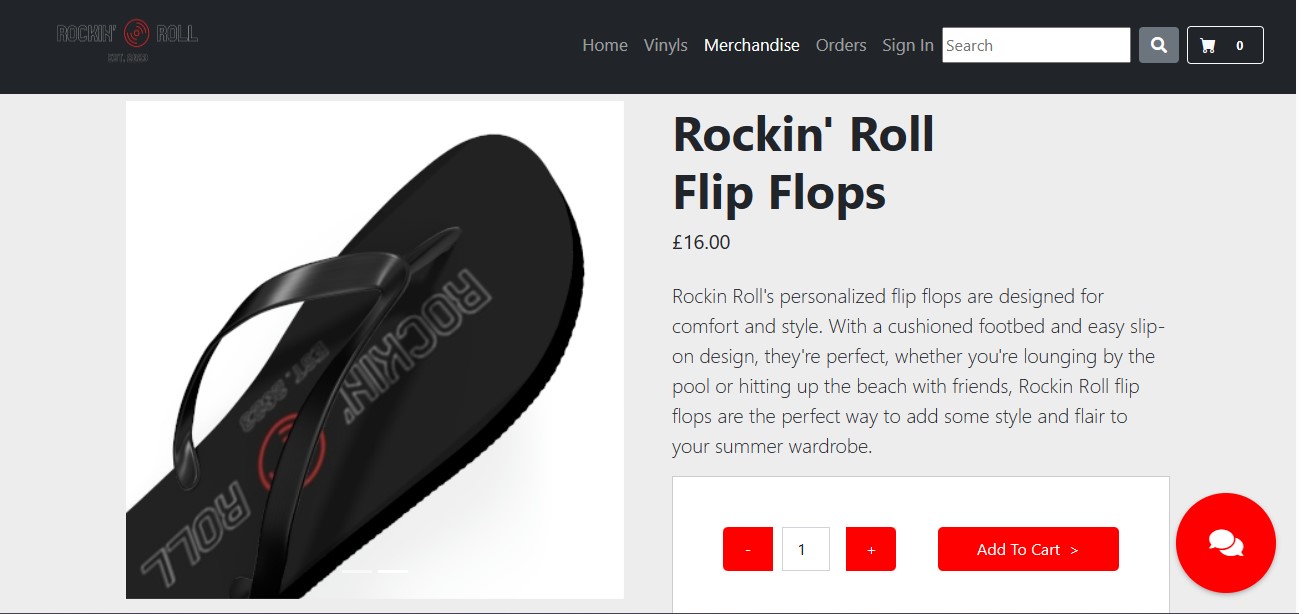 ROCKIN' ROLL
EST. 2023
Home Vinyls Merchandise Orders Sign In Search 0
Rockin' Roll
Flip Flops
£16.00
Rockin Roll's personalized flip flops are designed for
comfort and style. With a cushioned footbed and easy slip-
on design, they're perfect, whether you're lounging by the
pool or hitting up the beach with friends, Rockin Roll flip
flops are the perfect way to add some style and flair to
your summer wardrobe.
- 1 + Add To Cart >
ROCKIN'
EST. 2023
ROLL